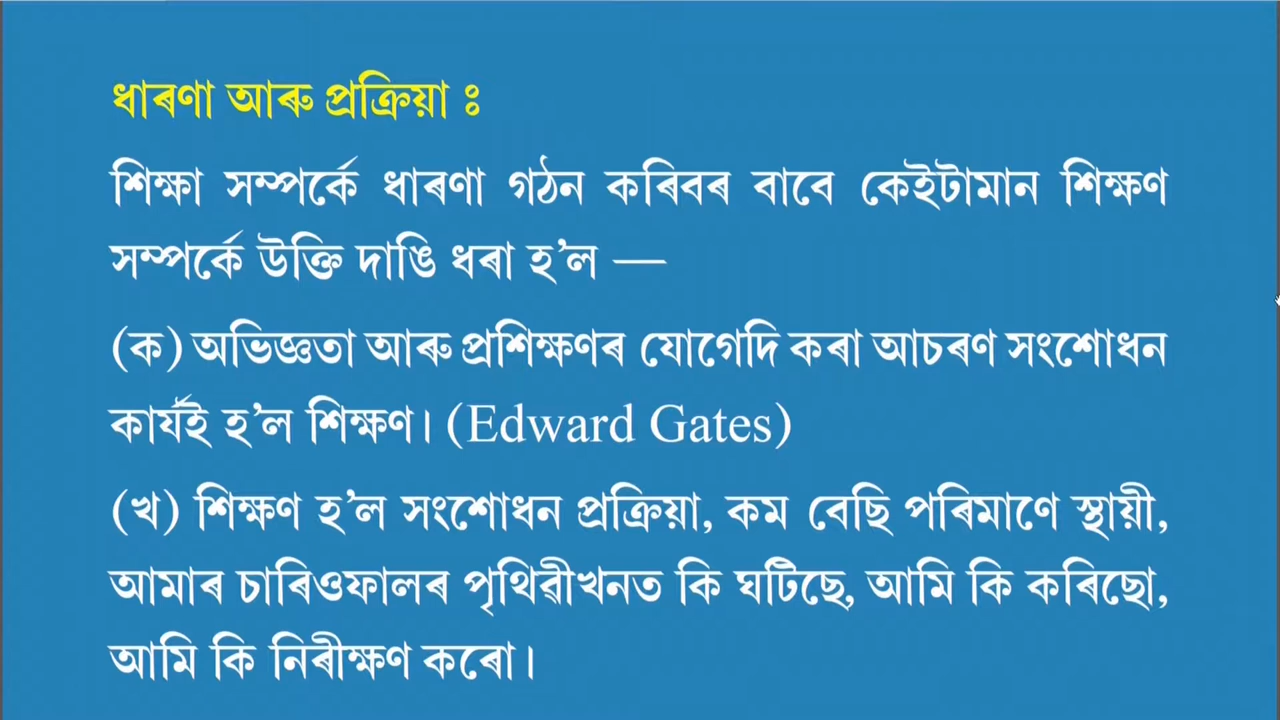 ধাৰণা আৰু প্ৰক্ৰিয়া ঃ
শিক্ষা সম্পৰ্কে ধাৰণা গঠন কৰিবৰ বাবে কেইটামান শিক্ষণ
সম্পৰ্কে উক্তি দাঙি ধৰা হ’ল —
(ক) অভিজ্ঞতা আৰু প্ৰশিক্ষণৰ যোগেদি কৰা আচৰণ সংশোধন
কাৰ্যই হ’ল শিক্ষণ। (Edward Gates)
(খ) শিক্ষণ হ’ল সংশোধন প্ৰক্ৰিয়া, কম বেছি পৰিমাণে স্থায়ী,
আমাৰ চাৰিওফালৰ পৃথিৱীখনত কি ঘটিছে, আমি কি কৰিছো,
আমি কি নিৰীক্ষণ কৰো।